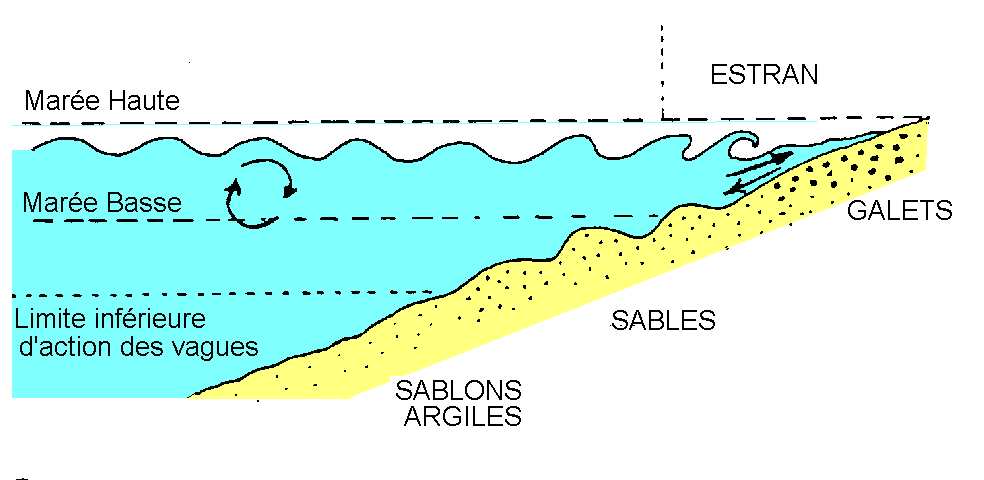 ESTRAN
Marée Haute
Marée Basse
GALETS
Limite inférieure
d'action des vagues
SABLES
SABLONS
ARGILES